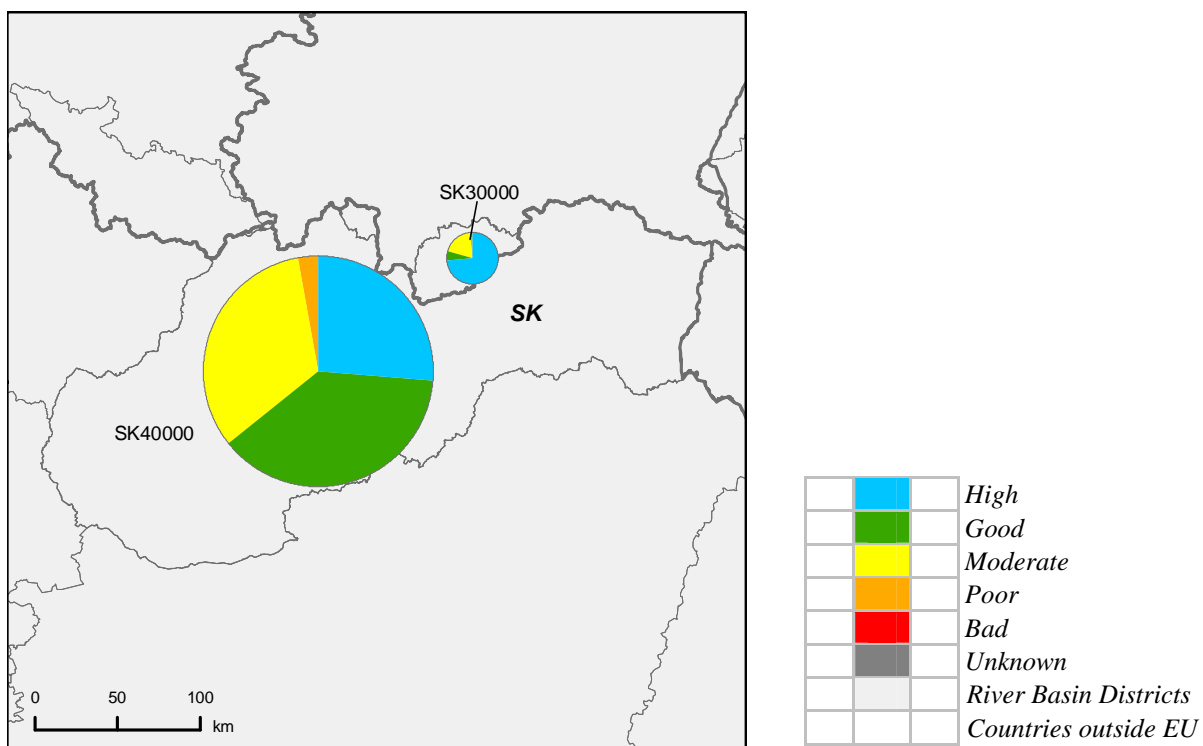 SK30000
SK
SK40000
0 50 100
km
High
Good
Moderate
Poor
Bad
Unknown
River Basin Districts
Countries outside EU